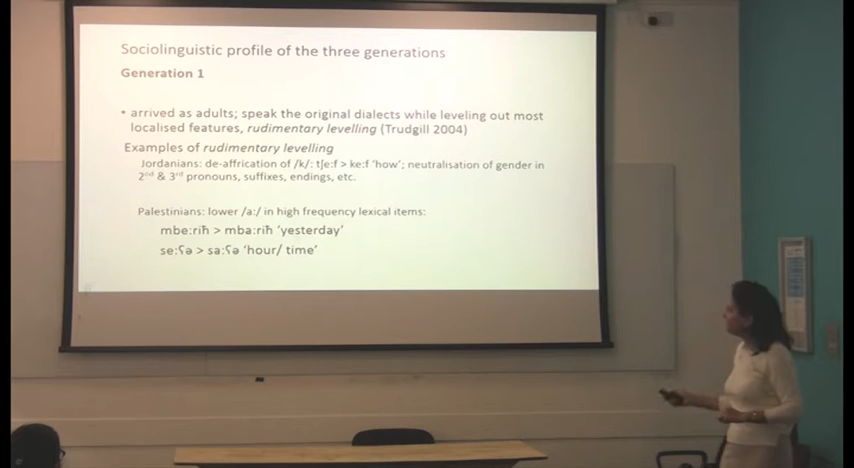 Sociolinguistic profile of the three generations
Generation 1
• arrived as adults; speak the original dialects while leveling out most
localised features, rudimentary levelling (Trudgill 2004)
Examples of rudimentary levelling
Jordanians: de-affrication of /k/: tʃe:f > ke:f 'how'; neutralisation of gender in
2nd & 3rd pronouns, suffixes, endings, etc.
Palestinians: lower /a:/ in high frequency lexical items:
mbe:riħ > mba:riħ 'yesterday'
se:ʕə > sa:ʕə 'hour/ time'